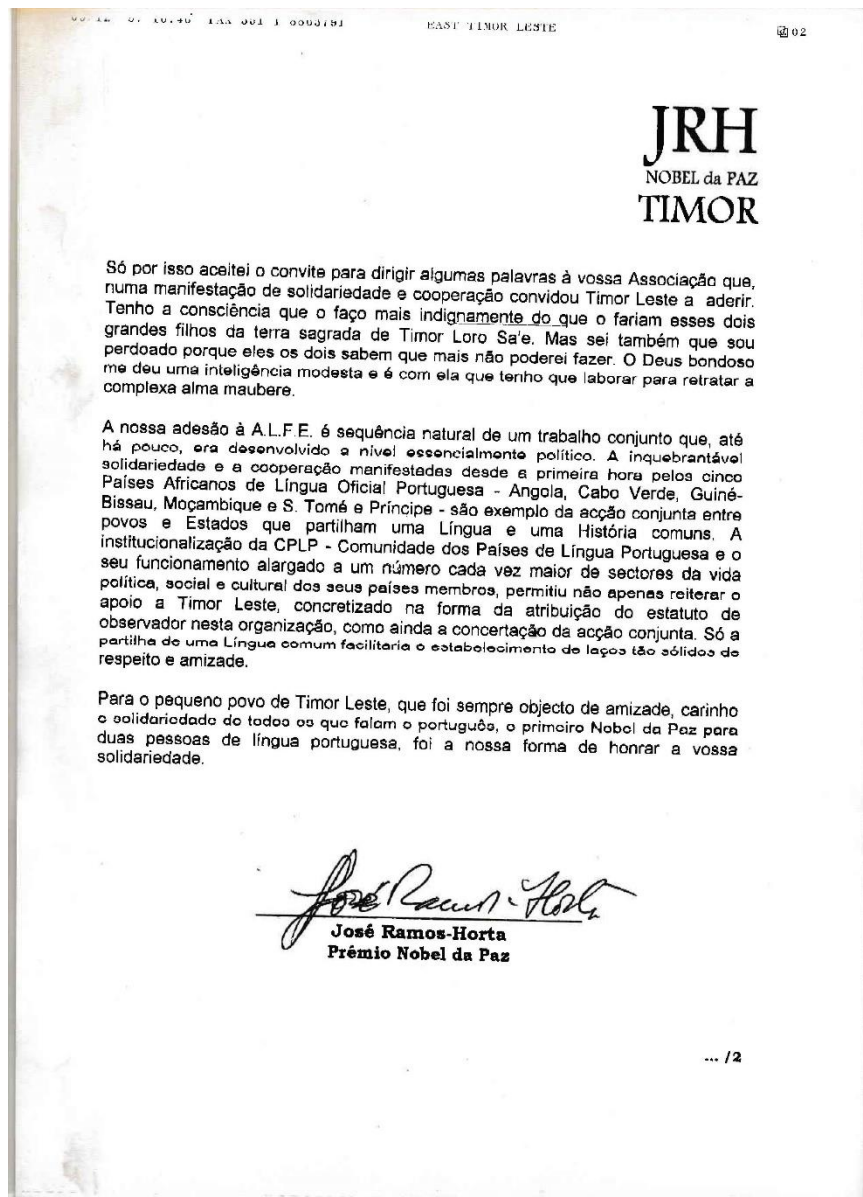 EAST TIMOR LESTE
02
JRH
NOBEL da PAZ
TIMOR
Só por isso aceitei o convite para dirigir algumas palavras à vossa Associação que,
numa manifestação de solidariedade e cooperação convidou Timor Leste a aderir.
Tenho a consciência que o faço mais indignamente do que o fariam esses dois
grandes filhos da terra sagrada de Timor Loro Sa'e. Mas sei também que sou
perdoado porque eles os dois sabem que mais não poderei fazer. O Deus bondoso
me deu uma inteligência modesta e é com ela que tenho que laborar para retratar a
complexa alma maubere.
A nossa adesão à A.L.F.E. é sequência natural de um trabalho conjunto que, até
há pouco, era desenvolvido a nível essencialmente político. A inquebrantável
solidariedade e a cooperação manifestadas desde a primeira hora pelos cinco
Países Africanos de Língua Oficial Portuguesa - Angola, Cabo Verde, Guiné-
Bissau, Moçambique e S. Tomé e Príncipe - são exemplo da acção conjunta entre
povos e Estados que partilham uma Língua e uma História comuns. A
institucionalização da CPLP - Comunidade dos Países de Língua Portuguesa e o
seu funcionamento alargado a um número cada vez maior de sectores da vida
política, social e cultural dos seus países membros, permitiu não apenas reiterar o
apoio a Timor Leste, concretizado na forma da atribuição do estatuto de
observador nesta organização, como ainda a concertação da acção conjunta. Só a
partilha de uma Língua comum facilitaria o estabelecimento de laços tão sólidos de
respeito e amizade.
Para o pequeno povo de Timor Leste, que foi sempre objecto de amizade, carinho
e solidariedade de todos os que falam o português, o primeiro Nobel da Paz para
duas pessoas de língua portuguesa, foi a nossa forma de honrar a vossa
solidariedade.
José Ramos-Horta
José Ramos-Horta
Prémio Nobel da Paz
... /2